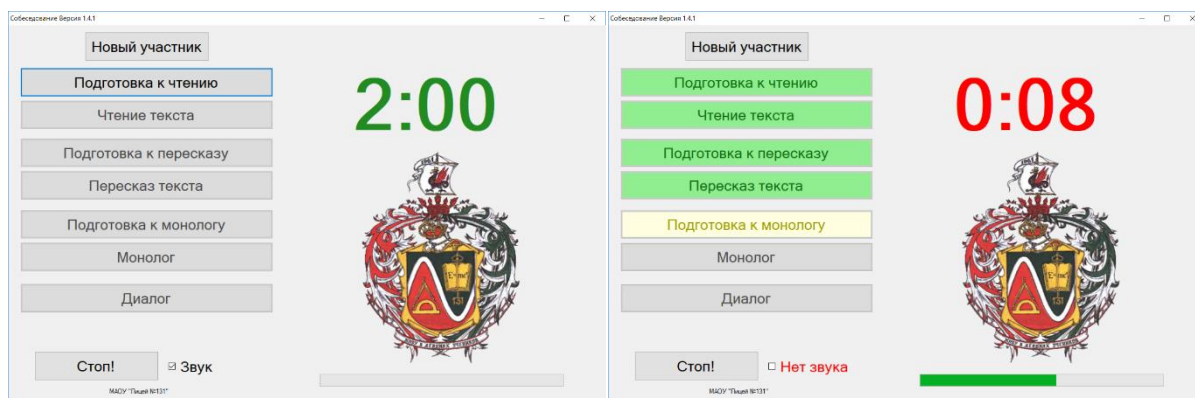 Собеседование Версия 1.4.1
Новый участник
Подготовка к чтению
Чтение текста
Подготовка к пересказу
Пересказ текста
Подготовка к монологу
Монолог
Диалог
Стоп!
Звук
МАОУ "Лицей №131"
2:00
131
Собеседование Версия 1.4.1
Новый участник
Подготовка к чтению
Чтение текста
Подготовка к пересказу
Пересказ текста
Подготовка к монологу
Монолог
Диалог
Стоп!
Нет звука
МАОУ "Лицей №131"
0:08
131